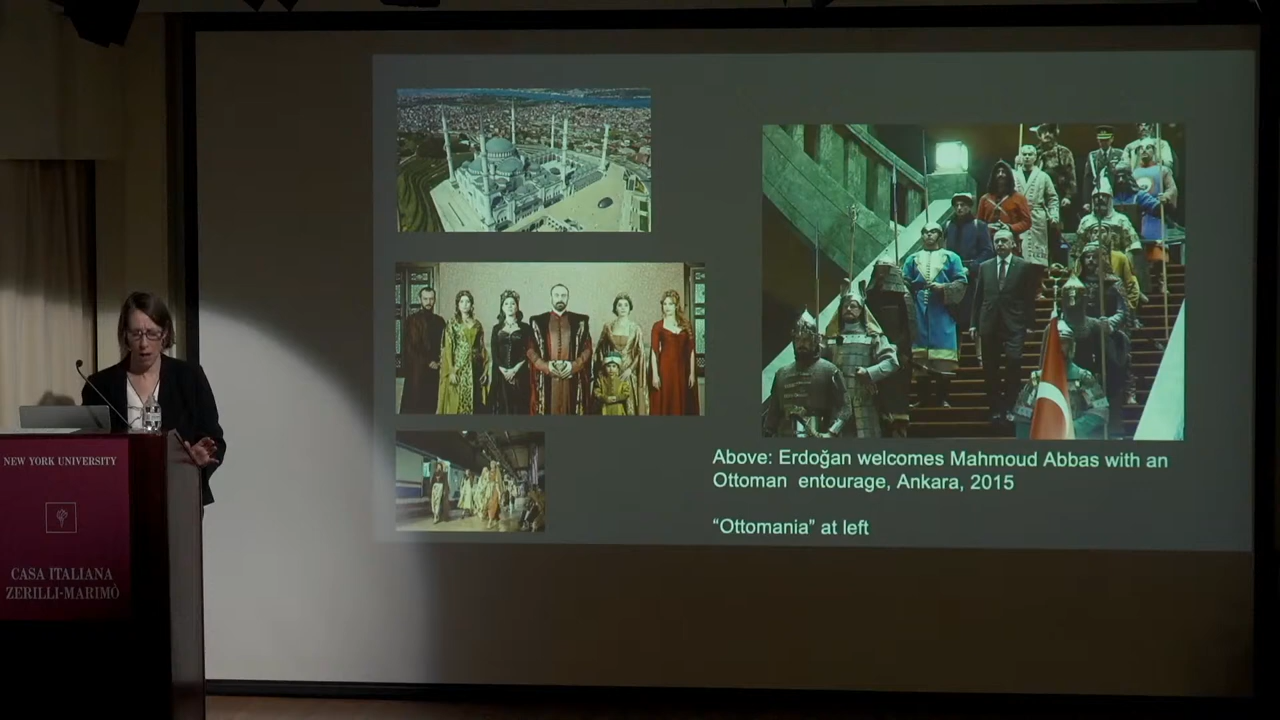 NEW YORK UNIVERSITY
CASA ITALIANA
ZERILLI-MARIMÒ
Above: Erdoğan welcomes Mahmoud Abbas with an
Ottoman entourage, Ankara, 2015
“Ottomania” at left